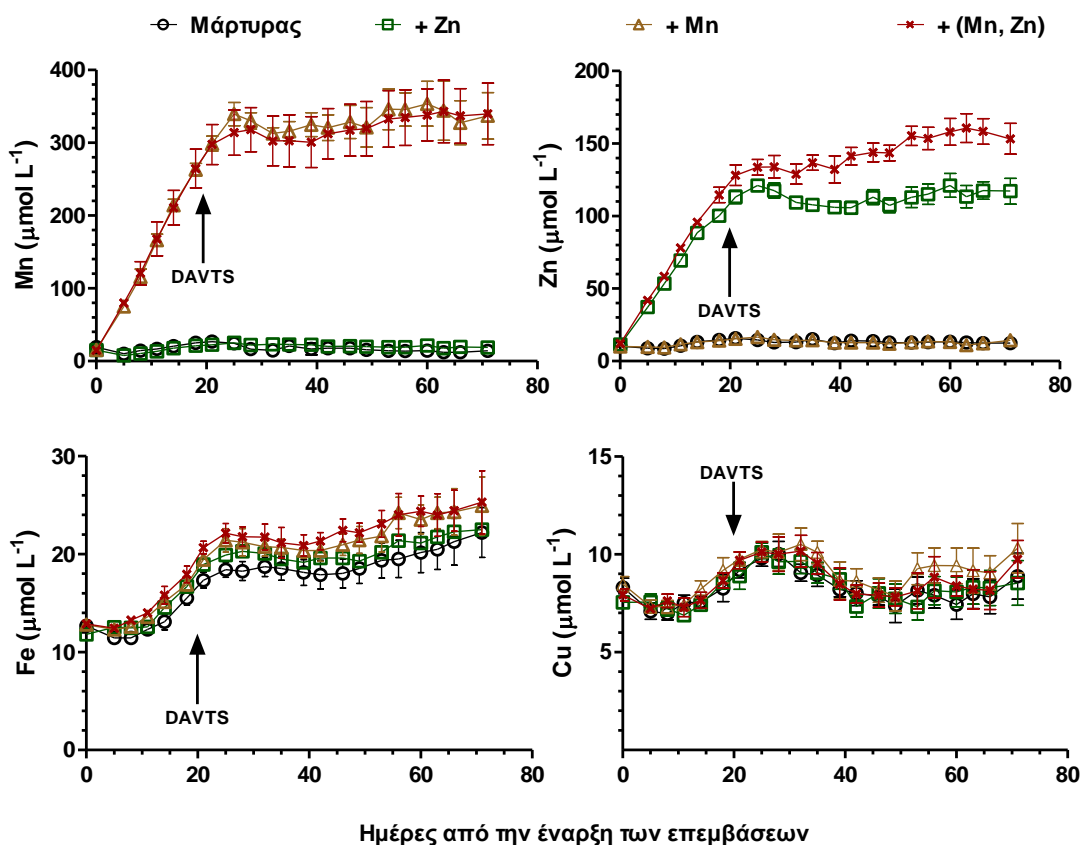 Μάρτυρας + Zn + Mn + (Mn, Zn)
Mn (μmol L⁻¹)
400
300
200
100
0
0 20 40 60 80
DAVTS
Zn (μmol L⁻¹)
200
150
100
50
0
0 20 40 60 80
DAVTS
Fe (μmol L⁻¹)
30
20
10
0
0 20 40 60 80
DAVTS
Cu (μmol L⁻¹)
15
10
5
0 20 40 60 80
DAVTS
Ημέρες από την έναρξη των επεμβάσεων